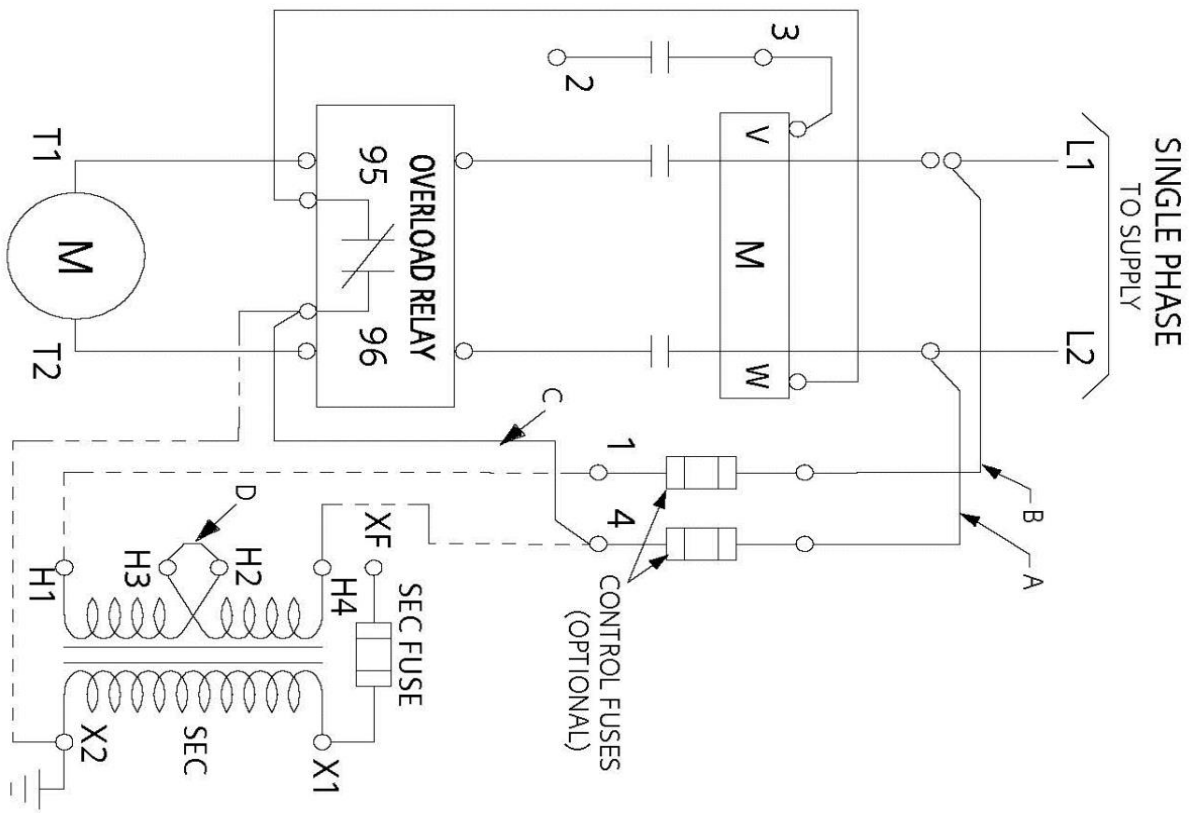 SINGLE PHASE
TO SUPPLY
L1
L2
3
2
V
M
W
B
A
1
4
CONTROL FUSES
(OPTIONAL)
C
OVERLOAD RELAY
95
96
T1
T2
M
D
XF
SEC FUSE
H1
H3
H2
H4
SEC
X2
X1